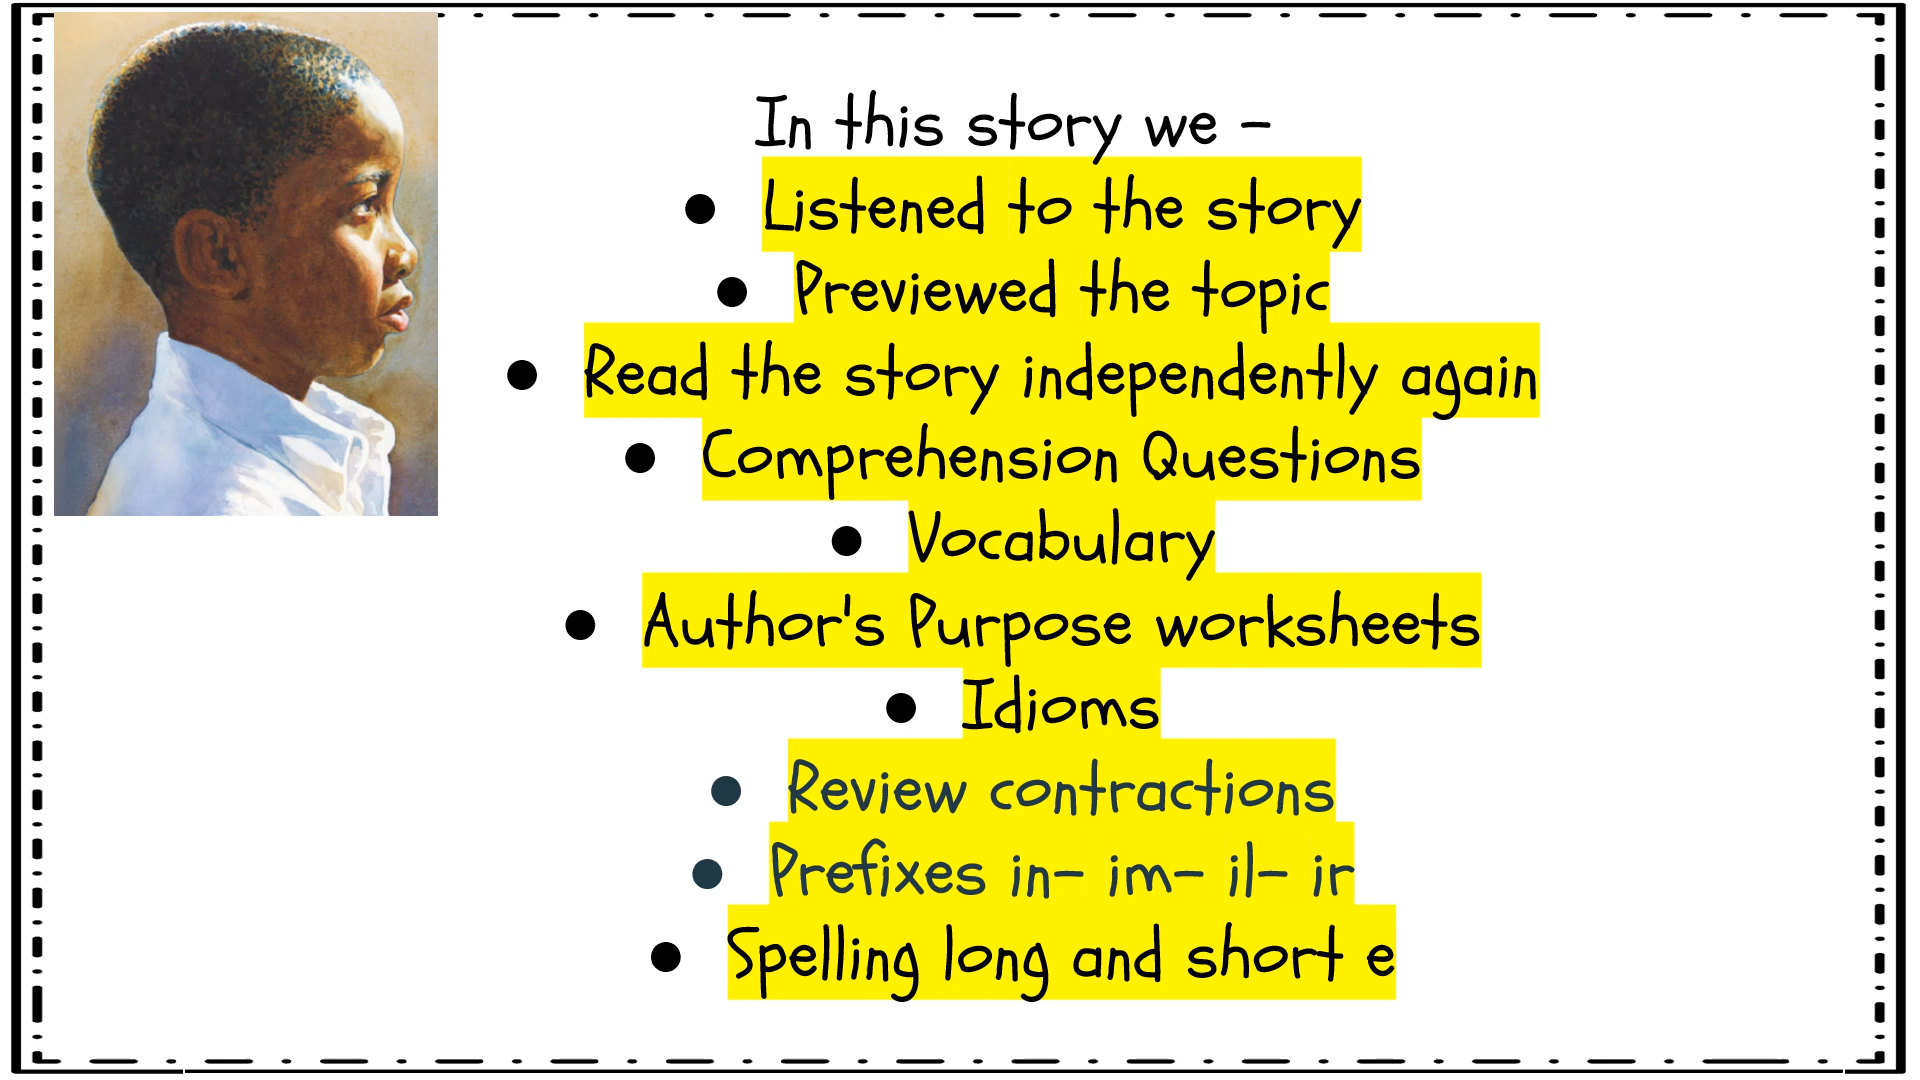 In this story we -
● Listened to the story
● Previewed the topic
● Read the story independently again
● Comprehension Questions
● Vocabulary
● Author's Purpose worksheets
● Idioms
● Review contractions
● Prefixes in- im- il- ir
● Spelling long and short e